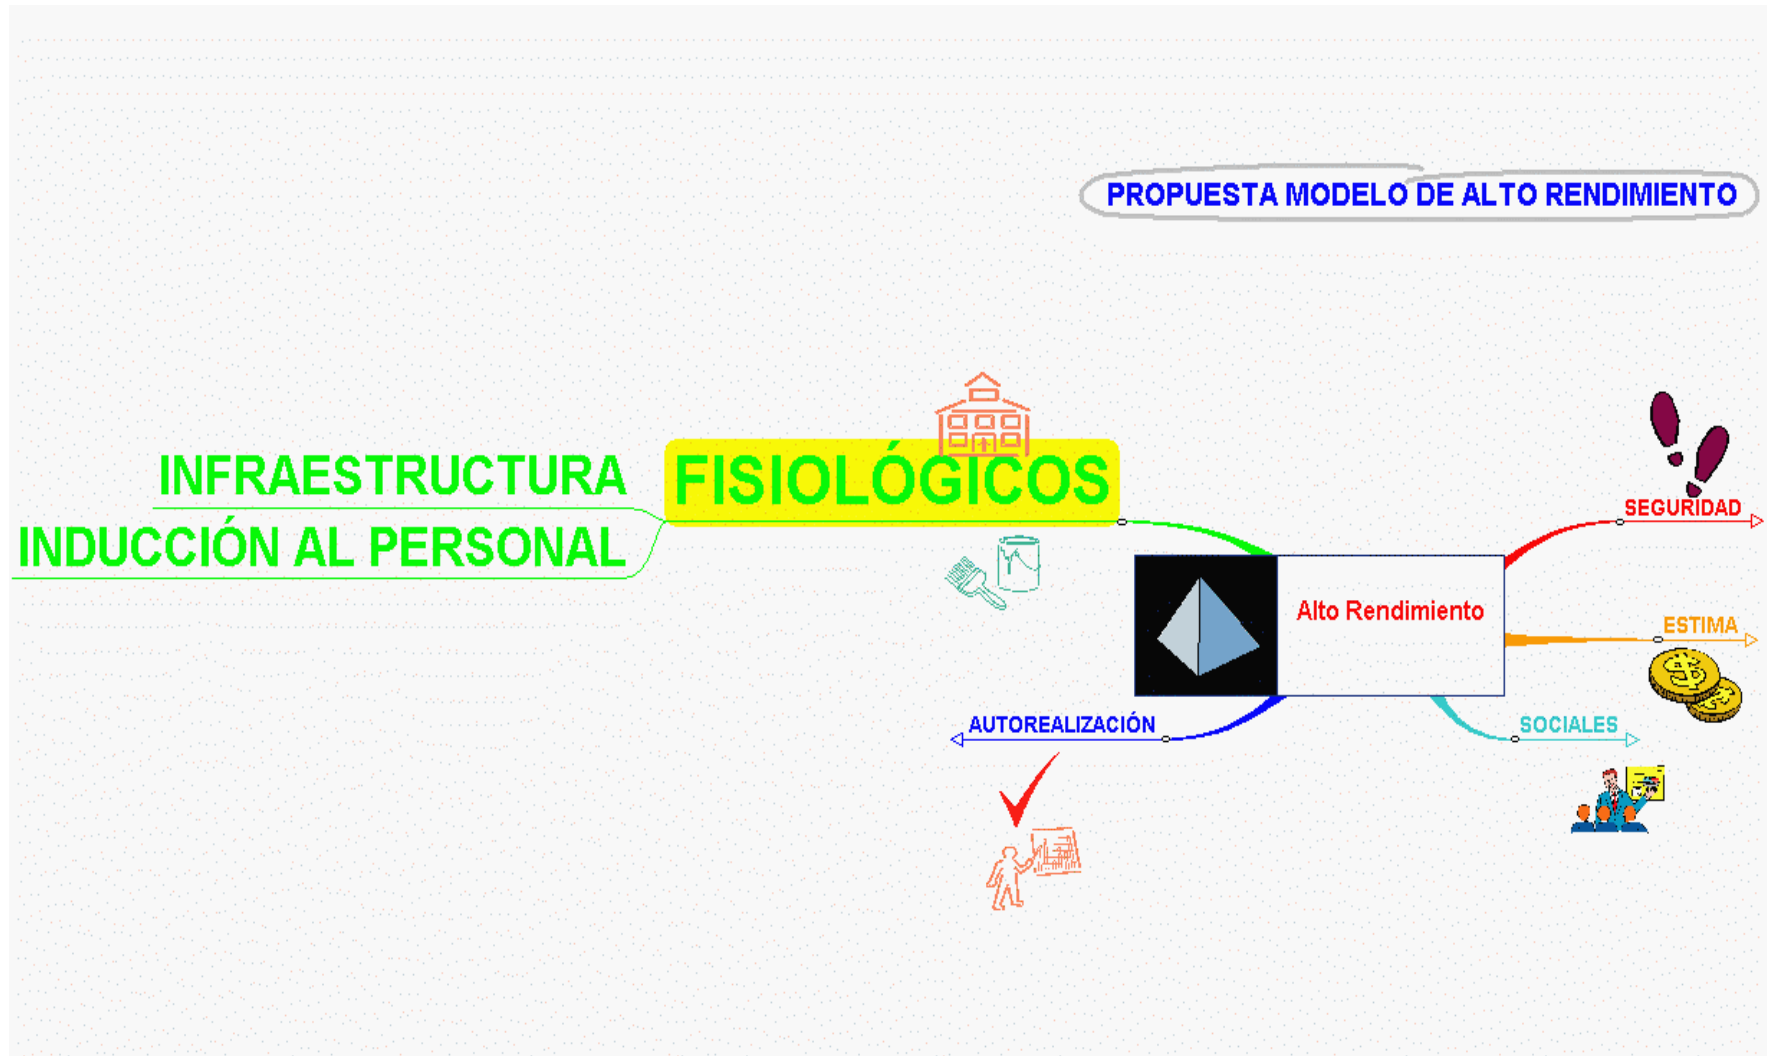 PROPUESTA MODELO DE ALTO RENDIMIENTO
INFRAESTRUCTURA
FISIOLÓGICOS
INDUCCIÓN AL PERSONAL
SEGURIDAD
Alto Rendimiento
ESTIMA
AUTOREALIZACIÓN
SOCIALES